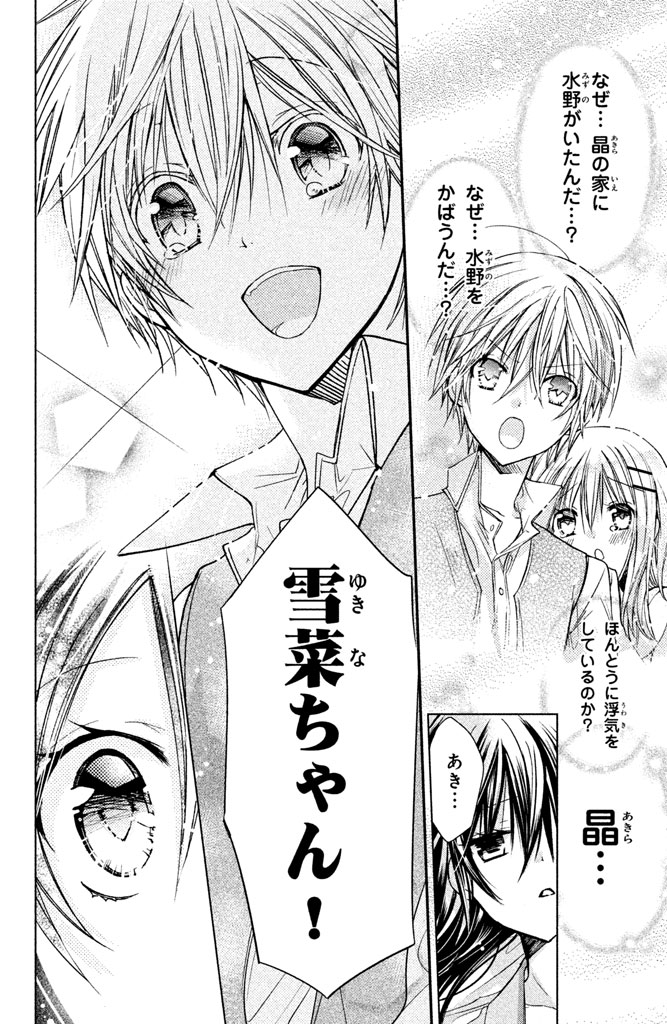 なぜ…晶の家に
水野がいたんだ…?
なぜ…水野を
かばうんだ…?
ほんとうに浮気を
しているのか?
晶…
あき…
雪菜ちゃん!